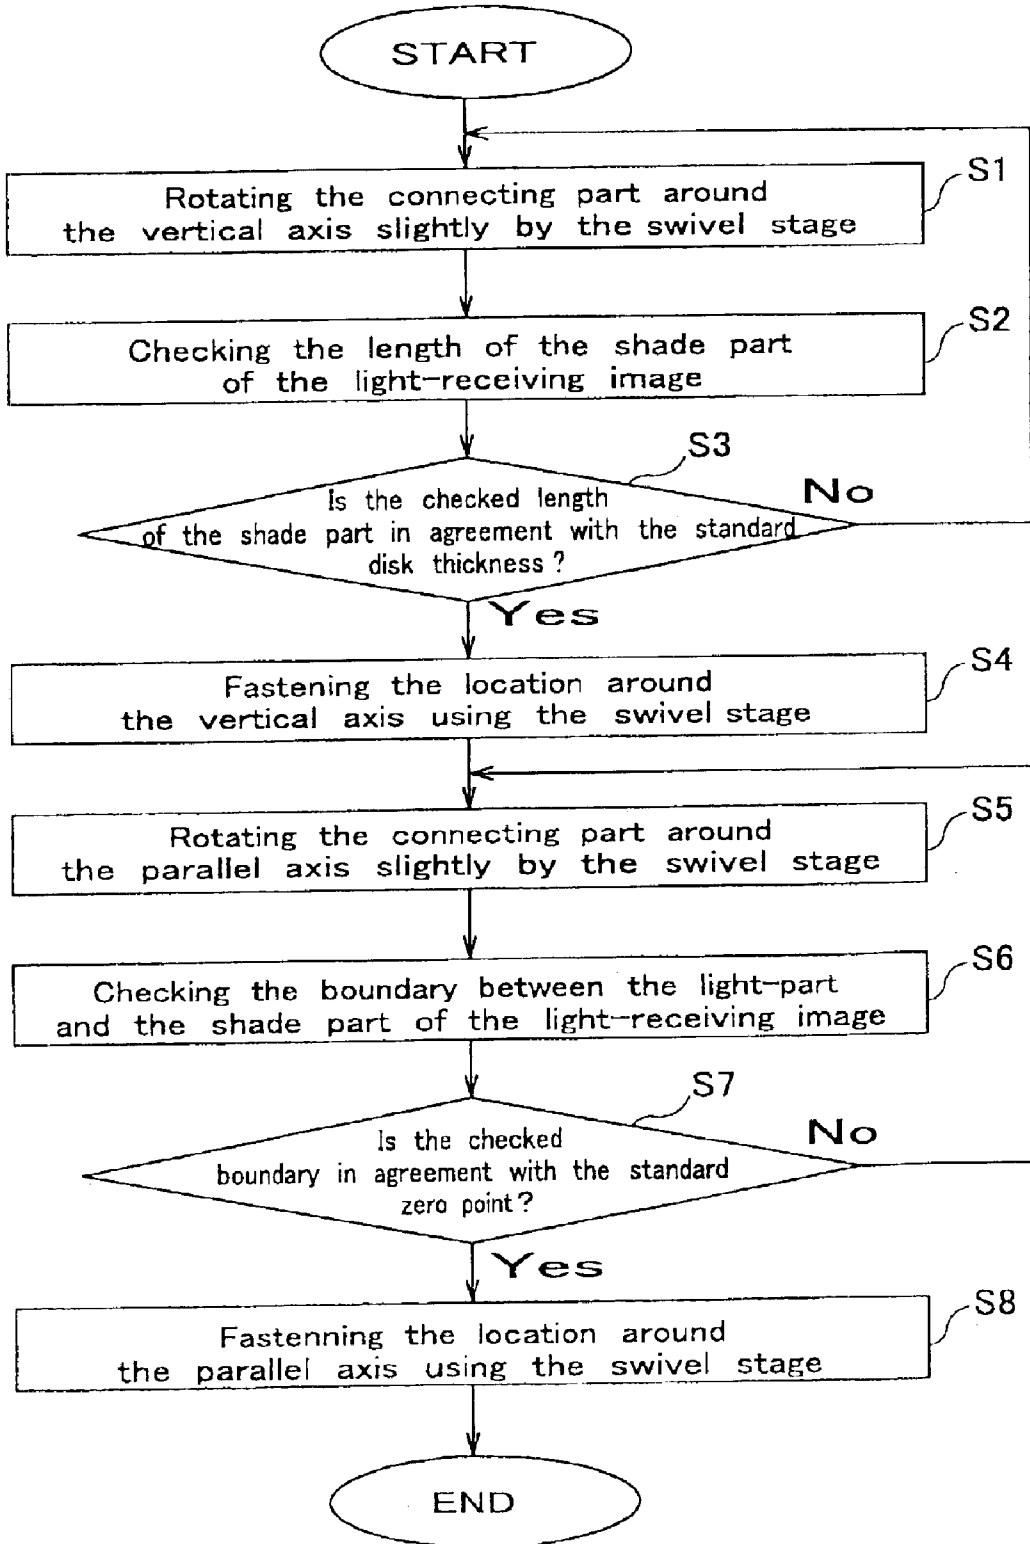 START
S1
Rotating the connecting part around
the vertical axis slightly by the swivel stage
S2
Checking the length of the shade part
of the light-receiving image
S3
Is the checked length
of the shade part in agreement with the standard
disk thickness?
No
Yes
S4
Fastening the location around
the vertical axis using the swivel stage
S5
Rotating the connecting part around
the parallel axis slightly by the swivel stage
S6
Checking the boundary between the light-part
and the shade part of the light-receiving image
S7
Is the checked
boundary in agreement with the standard
zero point?
No
Yes
S8
Fastenning the location around
the parallel axis using the swivel stage
END